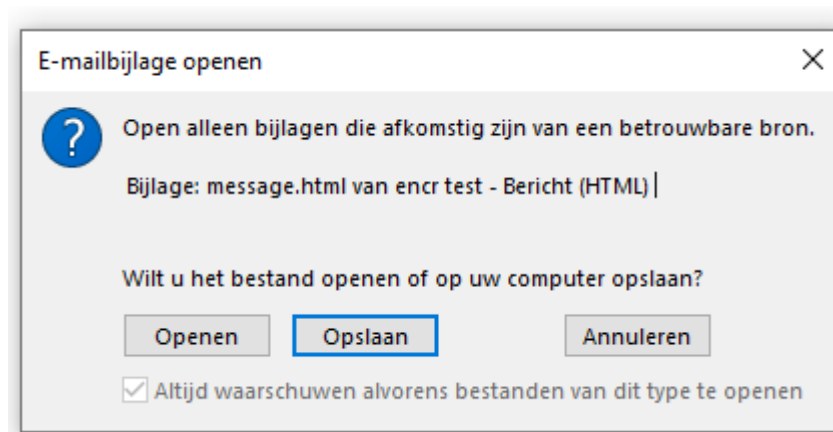 E-mailbijlage openen
Open alleen bijlagen die afkomstig zijn van een betrouwbare bron.
Bijlage: message.html van encr test - Bericht (HTML)
Wilt u het bestand openen of op uw computer opslaan?
Openen Opslaan Annuleren
Altijd waarschuwen alvorens bestanden van dit type te openen